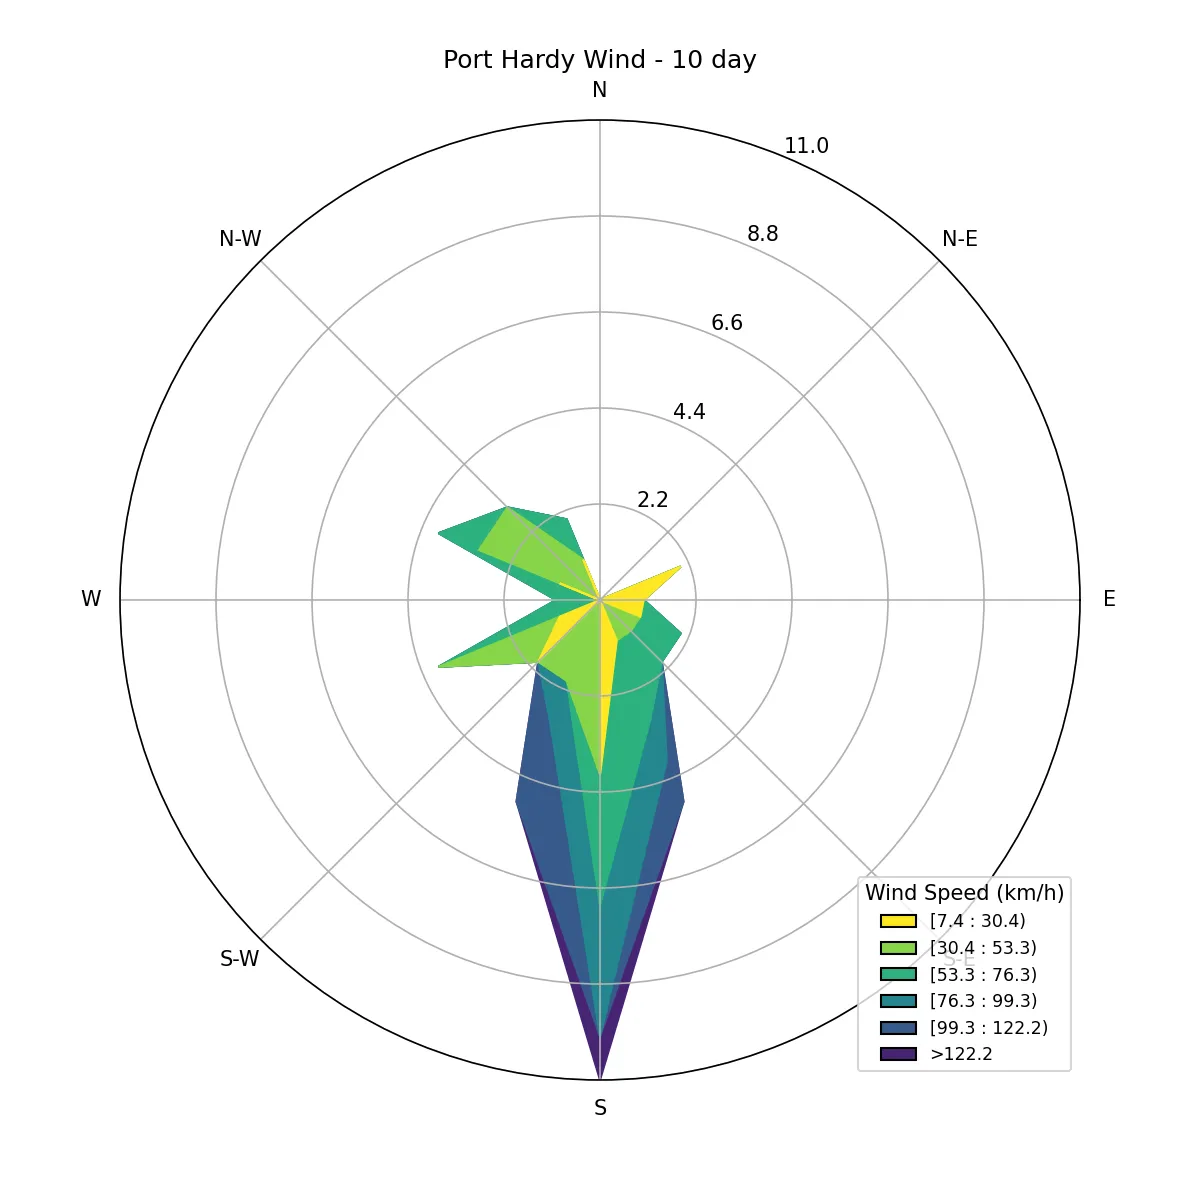 Port Hardy Wind - 10 day
N
11.0
N-W
N-E
8.8
6.6
4.4
2.2
W
E
S-W
S-E
S
Wind Speed (km/h)
[7.4 : 30.4)
[30.4 : 53.3)
[53.3 : 76.3)
[76.3 : 99.3)
[99.3 : 122.2)
>122.2